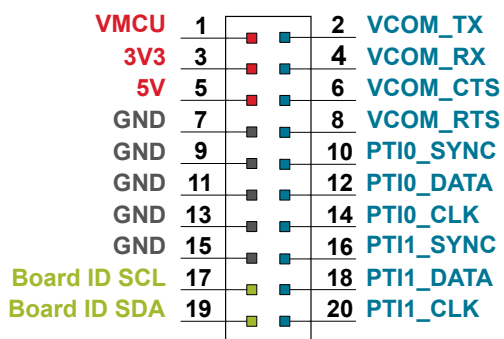 VMCU 1 2 VCOM_TX
3V3 3 4 VCOM_RX
5V 5 6 VCOM_CTS
GND 7 8 VCOM_RTS
GND 9 10 PTI0_SYNC
GND 11 12 PTI0_DATA
GND 13 14 PTI0_CLK
GND 15 16 PTI1_SYNC
Board ID SCL 17 18 PTI1_DATA
Board ID SDA 19 20 PTI1_CLK